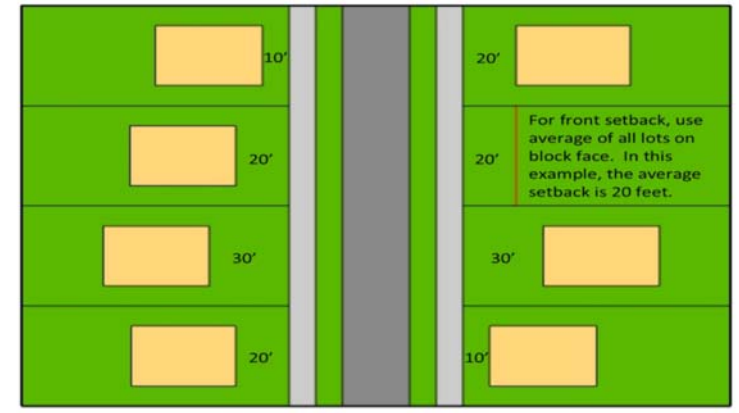 10’
20’
20’
20’
For front setback, use
average of all lots on
block face.  In this
example, the average
setback is 20 feet.
30’
30’
20’
10’